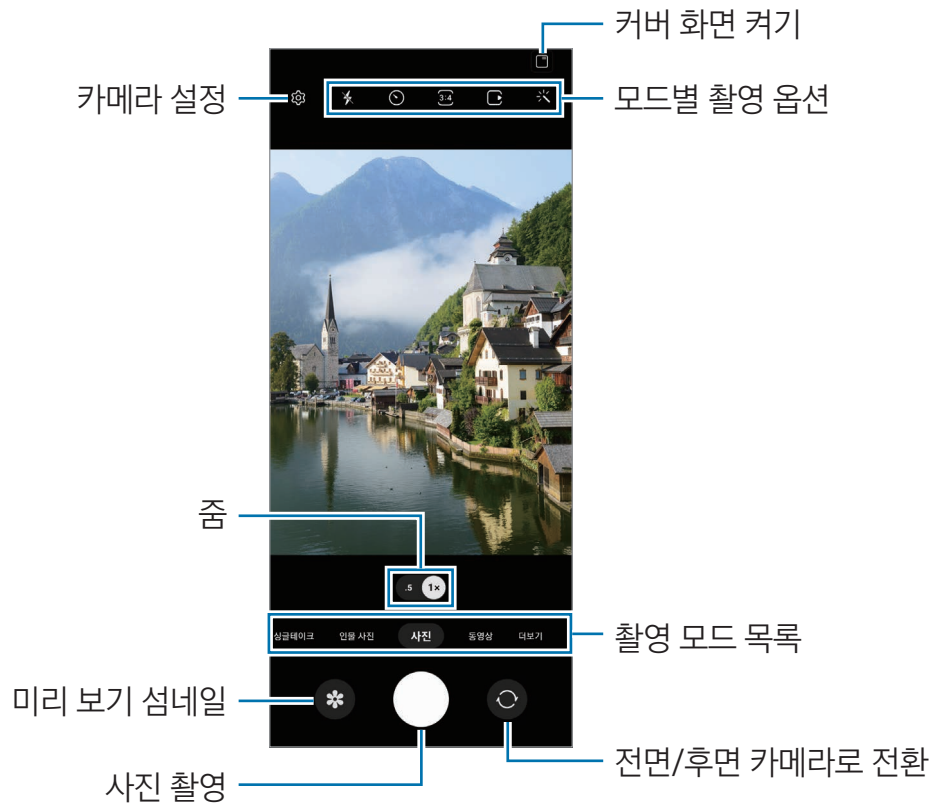 커버 화면 켜기
카메라 설정
3:4
모드별 촬영 옵션
줌
.5 1×
싱글테이크 인물 사진 사진 동영상 더보기
촬영 모드 목록
미리 보기 섬네일
전면/후면 카메라로 전환
사진 촬영